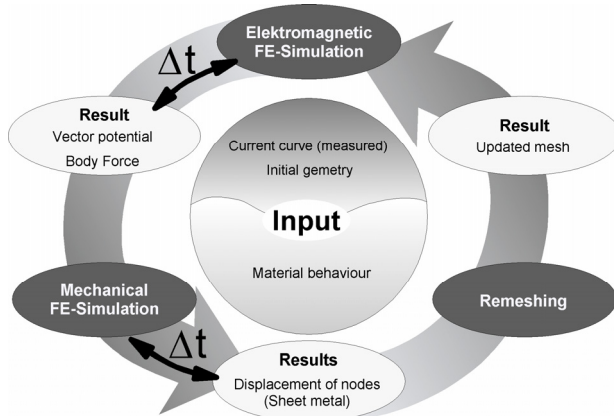 Elektromagnetic
FE-Simulation
Δt
Result
Vector potential
Body Force
Result
Updated mesh
Current curve (measured)
Initial gemetry
Input
Material behaviour
Mechanical
FE-Simulation
Remeshing
Δt
Results
Displacement of nodes
(Sheet metal)